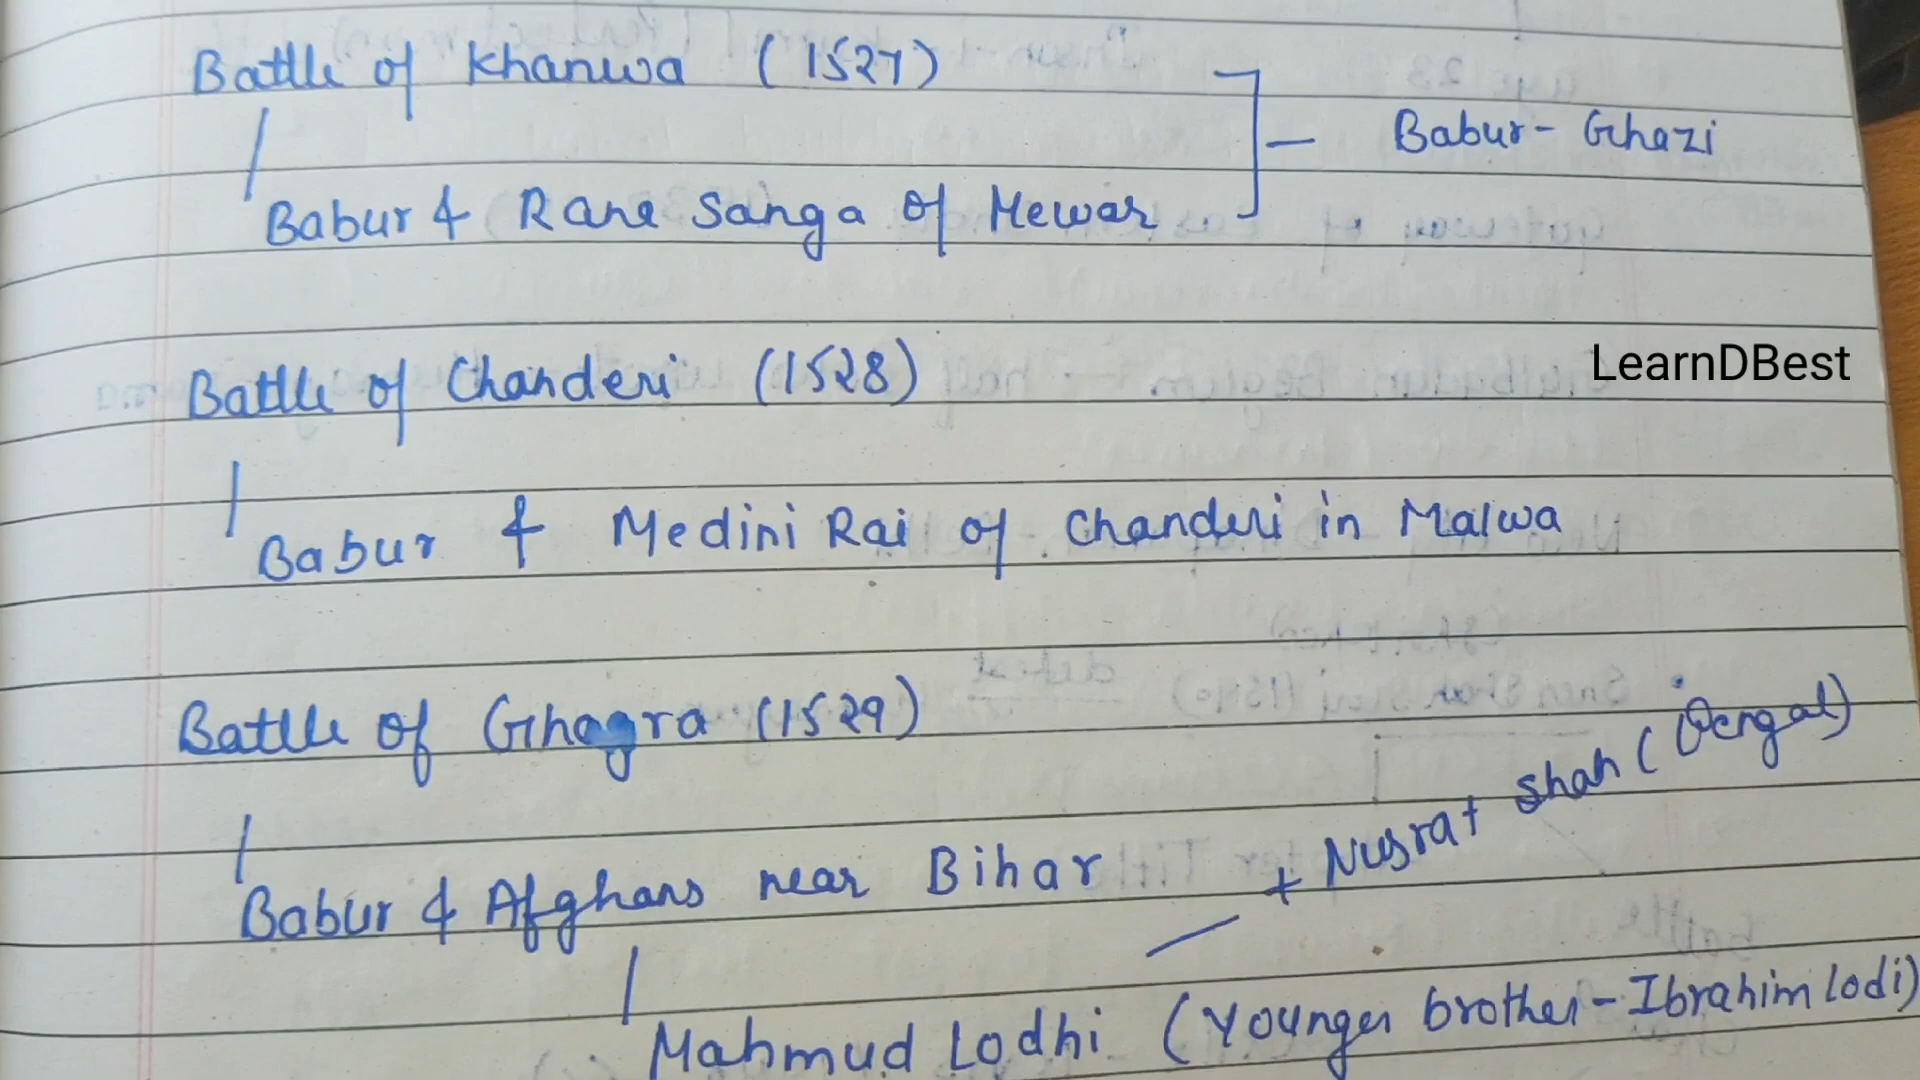 Battle of Khanwa (1527)
Babur - Ghazi
Babur & Rana Sanga of Mewar
LearnDBest
Battle of Chanderi (1528)
Babur & Medini Rai of Chanderi in Malwa
Battle of Ghagra (1529)
Babur & Afghans near Bihar
+ Nusrat Shah (Bengal)
Mahmud Lodhi (Younger brother - Ibrahim lodi)